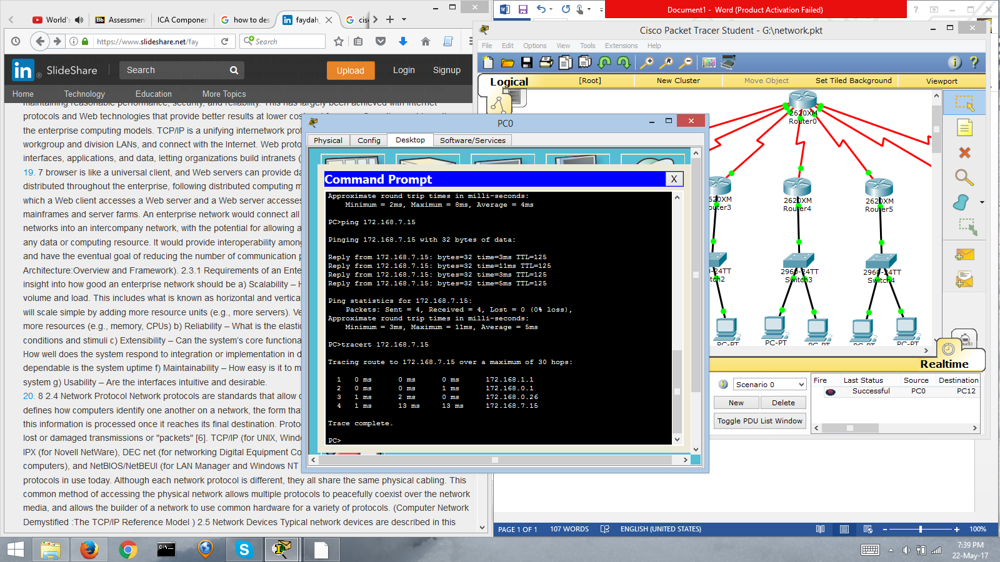 World's
Assessmen
ICA Componen
how to des
faydah_
cis
https://www.slideshare.net/fay
Search
SlideShare
Search
Upload
Login
Signup
Home
Technology
Education
More Topics
maintaining reasonable performance, security, and reliability. This has largely been achieved with Internet
protocols and Web technologies that provide better results at lower cos
the enterprise computing models. TCP/IP is a unifying internetwork pro
workgroup and division LANs, and connect with the Internet. Web proto
interfaces, applications, and data, letting organizations build intranets (
19. 7 browser is like a universal client, and Web servers can provide da
distributed throughout the enterprise, following distributed computing m
which a Web client accesses a Web server and a Web server accesses
mainframes and server farms. An enterprise network would connect all
networks into an intercompany network, with the potential for allowing a
any data or computing resource. It would provide interoperability among
and have the eventual goal of reducing the number of communication p
Architecture:Overview and Framework). 2.3.1 Requirements of an Ente
insight into how good an enterprise network should be a) Scalability – H
volume and load. This includes what is known as horizontal and vertica
will scale simple by adding more resource units (e.g., more servers). Ve
more resources (e.g., memory, CPUs) b) Reliability – What is the elastic
conditions and stimuli c) Extensibility – Can the system's core functiona
How well does the system respond to integration or implementation in d
dependable is the system uptime f) Maintainability – How easy is it to m
system g) Usability – Are the interfaces intuitive and desirable.
20. 8 2.4 Network Protocol Network protocols are standards that allow c
defines how computers identify one another on a network, the form tha
this information is processed once it reaches its final destination. Proto
lost or damaged transmissions or "packets" [6]. TCP/IP (for UNIX, Wind
IPX (for Novell NetWare), DEC net (for networking Digital Equipment Co
computers), and NetBIOS/NetBEUI (for LAN Manager and Windows NT
protocols in use today. Although each network protocol is different, they all share the same physical cabling. This
common method of accessing the physical network allows multiple protocols to peacefully coexist over the network
media, and allows the builder of a network to use common hardware for a variety of protocols. (Computer Network
Demystified :The TCP/IP Reference Model ) 2.5 Network Devices Typical network devices are described in this
Document1 - Word (Product Activation Failed)
Cisco Packet Tracer Student - G:\network.pkt
File Edit Options View Tools Extensions Help
Logical
[Root]
New Cluster
Move Object
Set Tiled Background
Viewport
2620XM
Router0
620XM
outer3
2620XM
Router4
2620XM
Router5
0-24TT
tch2
2960-24TT
Switch3
2960-24TT
Switch4
PC-PT
PC-PT
PC-PT
PC-PT
PC-PT
Realtime
Scenario 0
New
Delete
Toggle PDU List Window
Fire Last Status Source Destination
Successful PC0 PC12
PC0
Physical
Config
Desktop
Software/Services
Command Prompt
X
Approximate round trip times in milli-seconds:
Minimum = 2ms, Maximum = 8ms, Average = 4ms
PC>ping 172.168.7.15
Pinging 172.168.7.15 with 32 bytes of data:
Reply from 172.168.7.15: bytes=32 time=3ms TTL=125
Reply from 172.168.7.15: bytes=32 time=11ms TTL=125
Reply from 172.168.7.15: bytes=32 time=3ms TTL=125
Reply from 172.168.7.15: bytes=32 time=5ms TTL=125
Ping statistics for 172.168.7.15:
Packets: Sent = 4, Received = 4, Lost = 0 (0% loss),
Approximate round trip times in milli-seconds:
Minimum = 3ms, Maximum = 11ms, Average = 5ms
PC>tracert 172.168.7.15
Tracing route to 172.168.7.15 over a maximum of 30 hops:
1 0 ms 0 ms 0 ms 172.168.1.1
2 0 ms 0 ms 1 ms 172.168.0.1
3 1 ms 2 ms 0 ms 172.168.0.26
4 1 ms 13 ms 13 ms 172.168.7.15
Trace complete.
PC>
PAGE 1 OF 1
107 WORDS
ENGLISH (UNITED STATES)
100%
7:39 PM
22-May-17